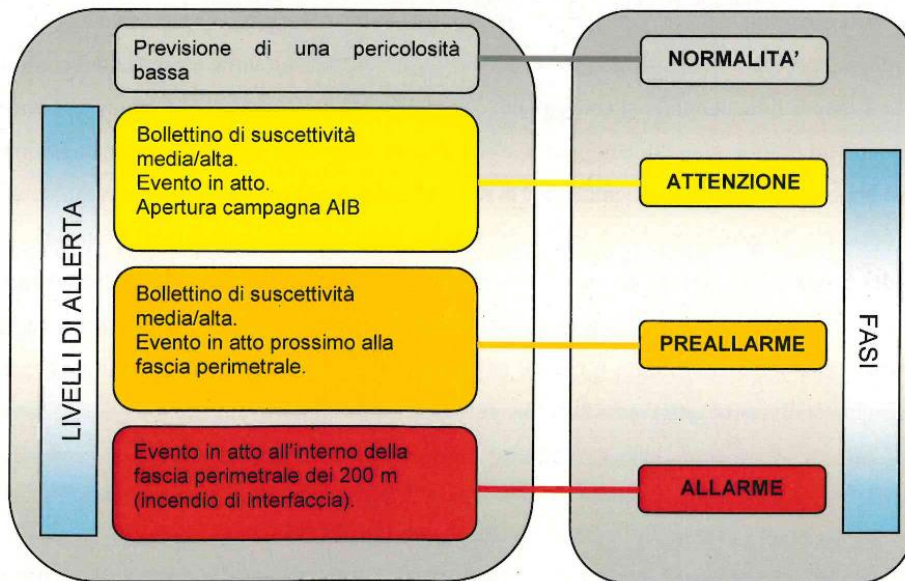 Previsione di una pericolosità
bassa
NORMALITA'
LIVELLI DI ALLERTA
Bollettino di suscettività
media/alta.
Evento in atto.
Apertura campagna AIB
ATTENZIONE
Bollettino di suscettività
media/alta.
Evento in atto prossimo alla
fascia perimetrale.
PREALLARME
FASI
Evento in atto all'interno della
fascia perimetrale dei 200 m
(incendio di interfaccia).
ALLARME